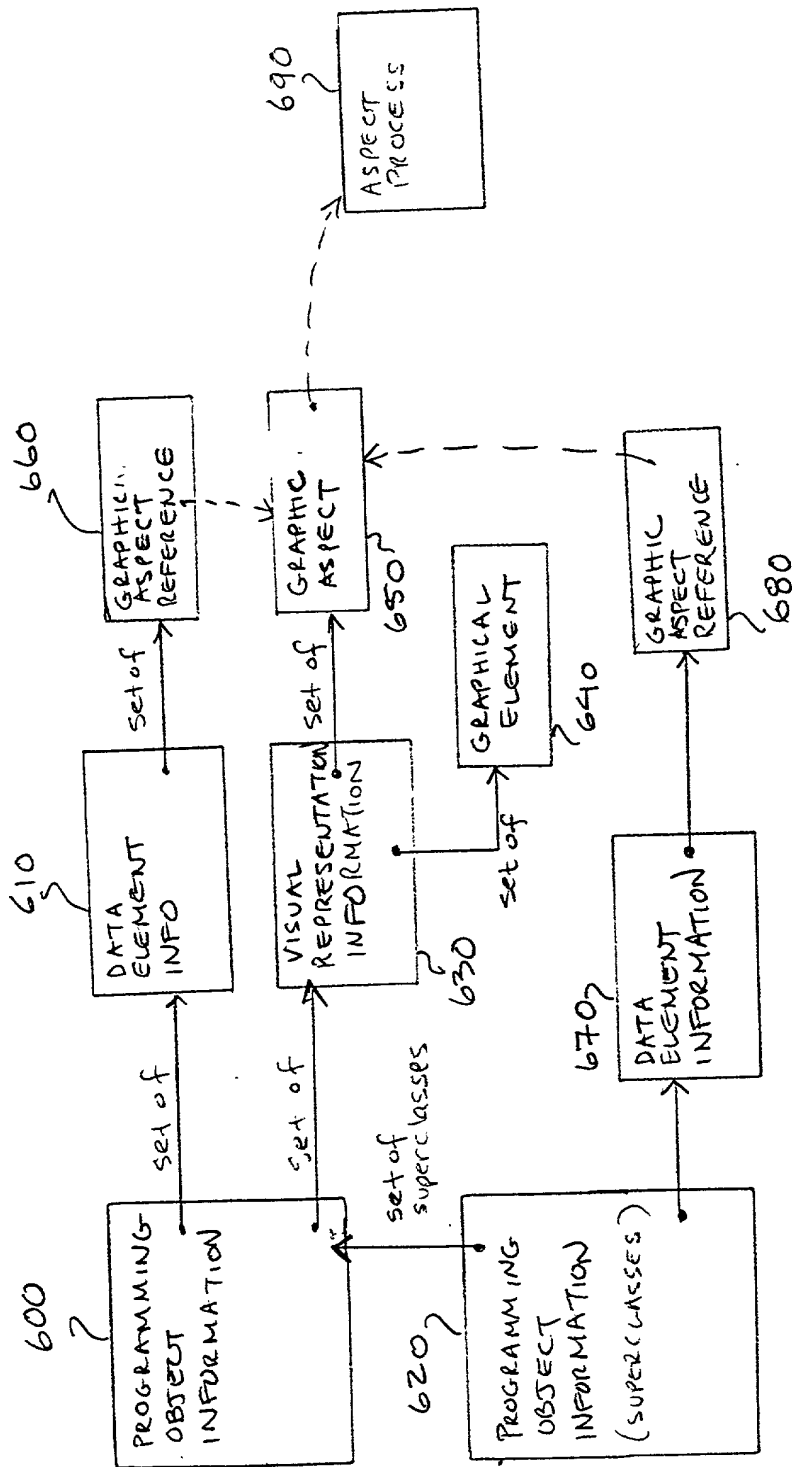 600
PROGRAMMING
OBJECT
INFORMATION
set of
610
DATA
ELEMENT
INFO
set of
660
GRAPHIC
ASPECT
REFERENCE
set of
VISUAL
REPRESENTATION
INFORMATION
630
set of
GRAPHIC
ASPECT
650
690
ASPECT
PROCESS
set of
GRAPHICAL
ELEMENT
640
set of
superclasses
620
PROGRAMMING
OBJECT
INFORMATION
(SUPERCLASSES)
670
DATA
ELEMENT
INFORMATION
GRAPHIC
ASPECT
REFERENCE
680